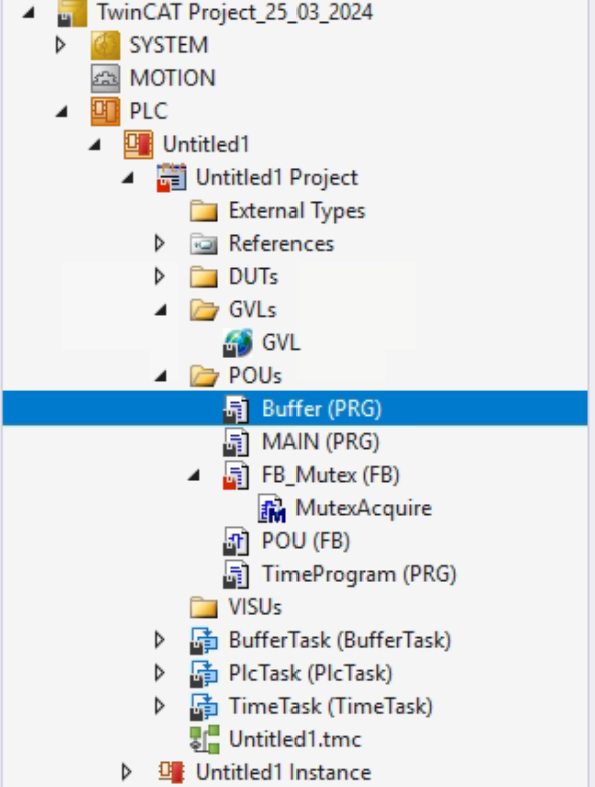 TwinCAT Project_25_03_2024
SYSTEM
MOTION
PLC
Untitled1
Untitled1 Project
External Types
References
DUTs
GVLs
GVL
POUs
Buffer (PRG)
MAIN (PRG)
FB_Mutex (FB)
MutexAcquire
POU (FB)
TimeProgram (PRG)
VISUs
BufferTask (BufferTask)
PlcTask (PlcTask)
TimeTask (TimeTask)
Untitled1.tmc
Untitled1 Instance